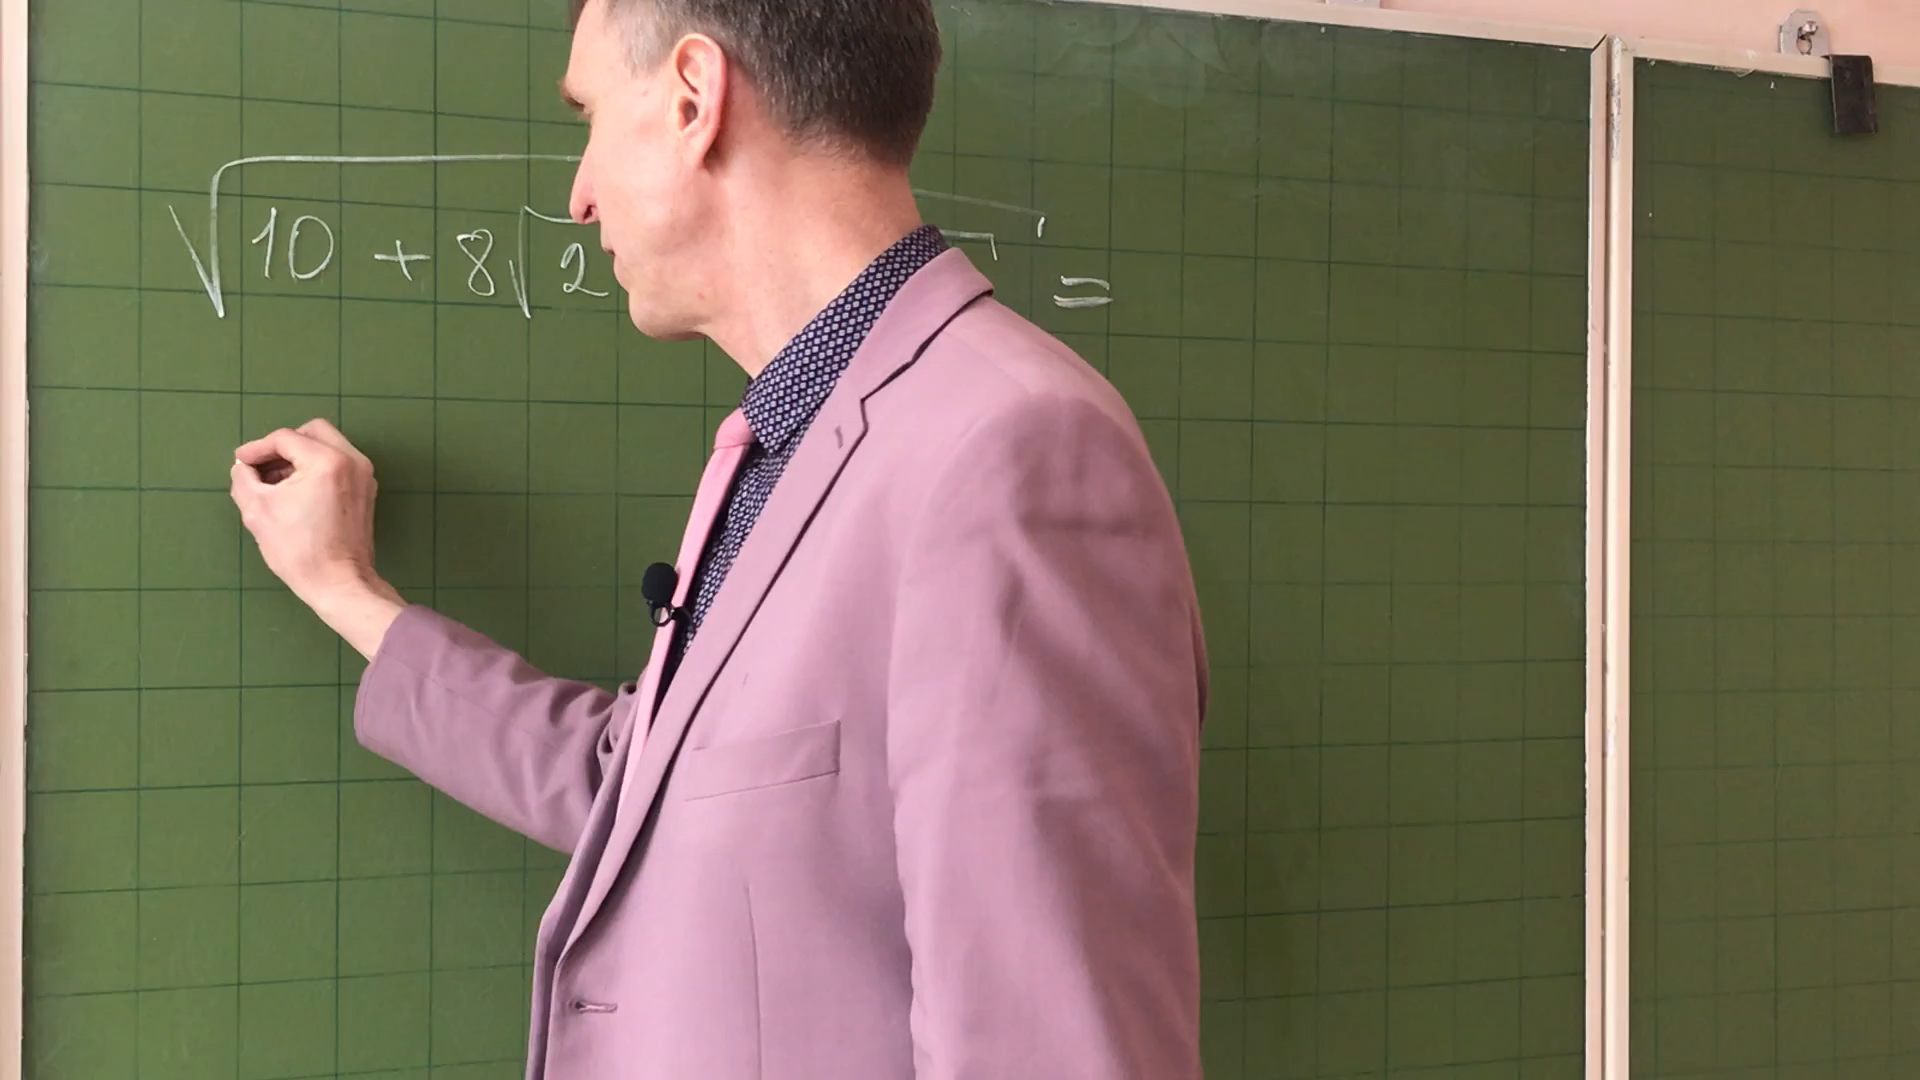 √10 + 8√2 =